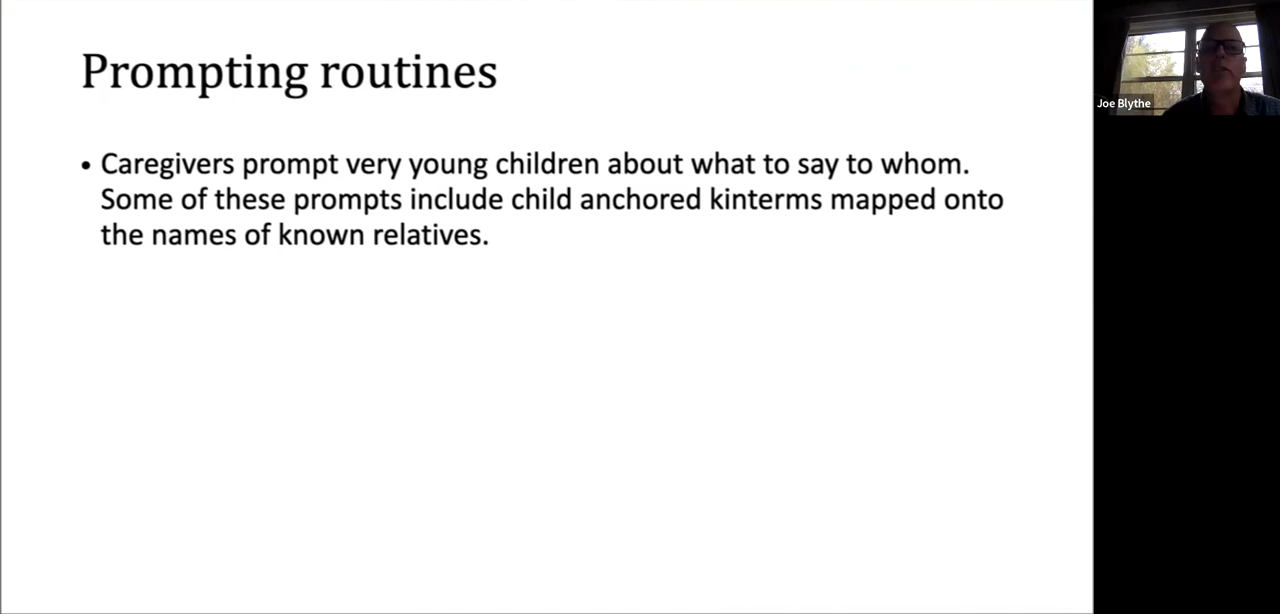 Prompting routines
• Caregivers prompt very young children about what to say to whom.
Some of these prompts include child anchored kinterms mapped onto
the names of known relatives.
Joe Blythe